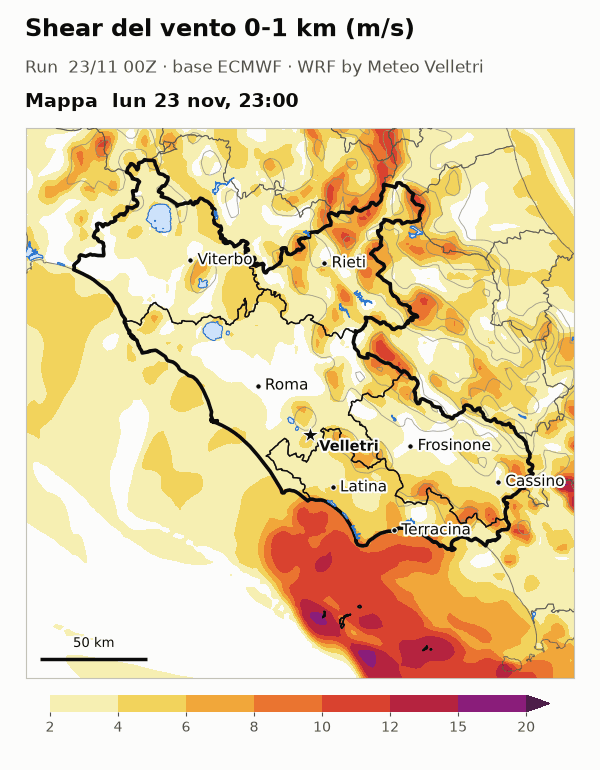 Shear del vento 0-1 km (m/s)
Run  23/11 00Z · base ECMWF · WRF by Meteo Velletri
Mappa  lun 23 nov, 23:00
Viterbo
Rieti
Roma
Velletri
Frosinone
Cassino
Latina
Terracina
50 km
2 4 6 8 10 12 15 20